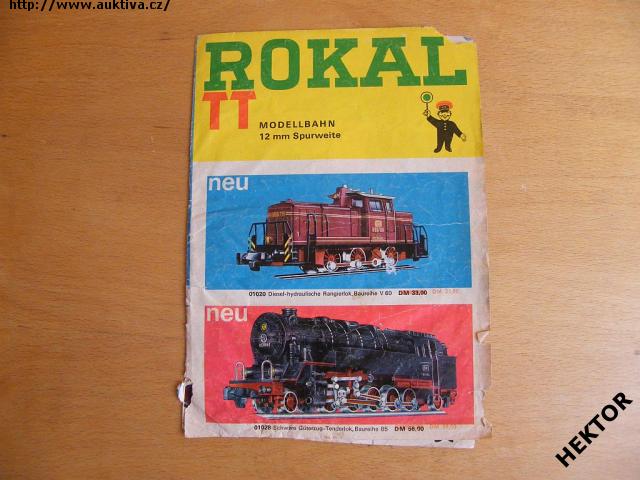 http://www.auktiva.cz/
ROKAL
TT
MODELLBAHN
12 mm Spurweite
neu
01020 Diesel-hydraulische Rangierlok, Baureihe V 60 DM 33,00
neu
01028 Schwere Güterzug-Tenderlok, Baureihe 85 DM 56,00
HEKTOR